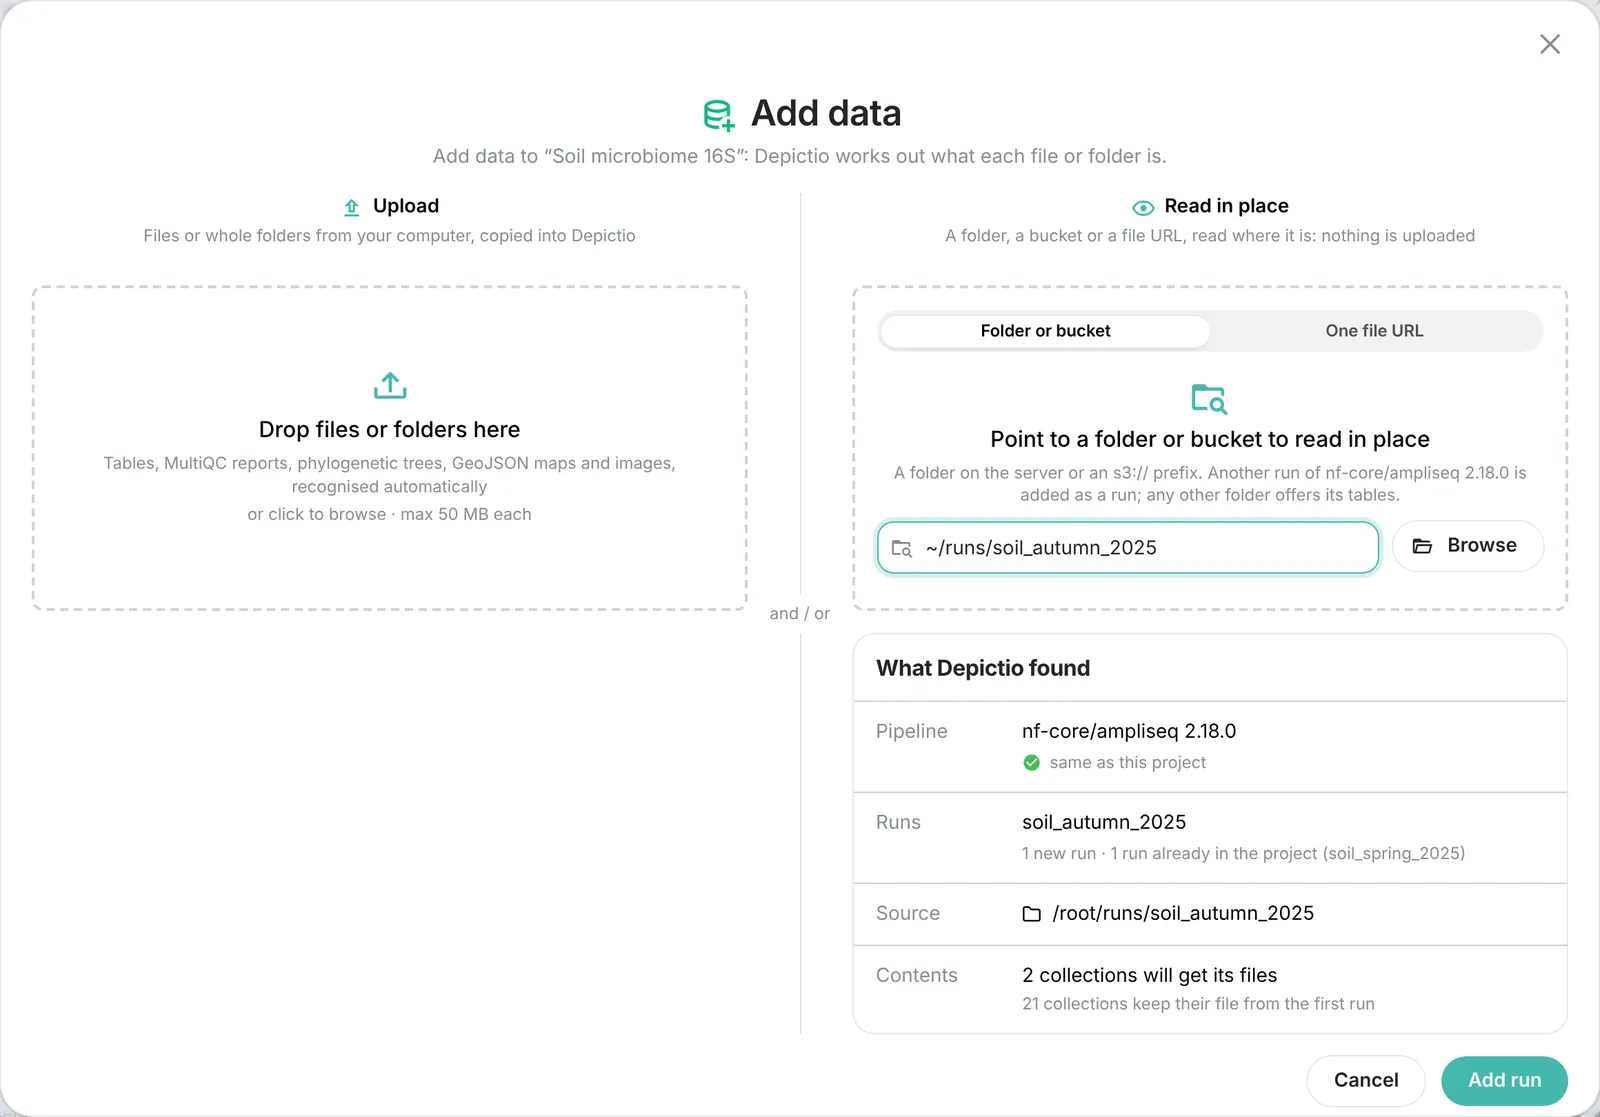 Add data
Add data to “Soil microbiome 16S”: Depictio works out what each file or folder is.
Upload
Files or whole folders from your computer, copied into Depictio
Drop files or folders here
Tables, MultiQC reports, phylogenetic trees, GeoJSON maps and images,
recognised automatically
or click to browse · max 50 MB each
and / or
Read in place
A folder, a bucket or a file URL, read where it is: nothing is uploaded
Folder or bucket
One file URL
Point to a folder or bucket to read in place
A folder on the server or an s3:// prefix. Another run of nf-core/ampliseq 2.18.0 is
added as a run; any other folder offers its tables.
~/runs/soil_autumn_2025
Browse
What Depictio found
Pipeline
nf-core/ampliseq 2.18.0
same as this project
Runs
soil_autumn_2025
1 new run · 1 run already in the project (soil_spring_2025)
Source
/root/runs/soil_autumn_2025
Contents
2 collections will get its files
21 collections keep their file from the first run
Cancel
Add run